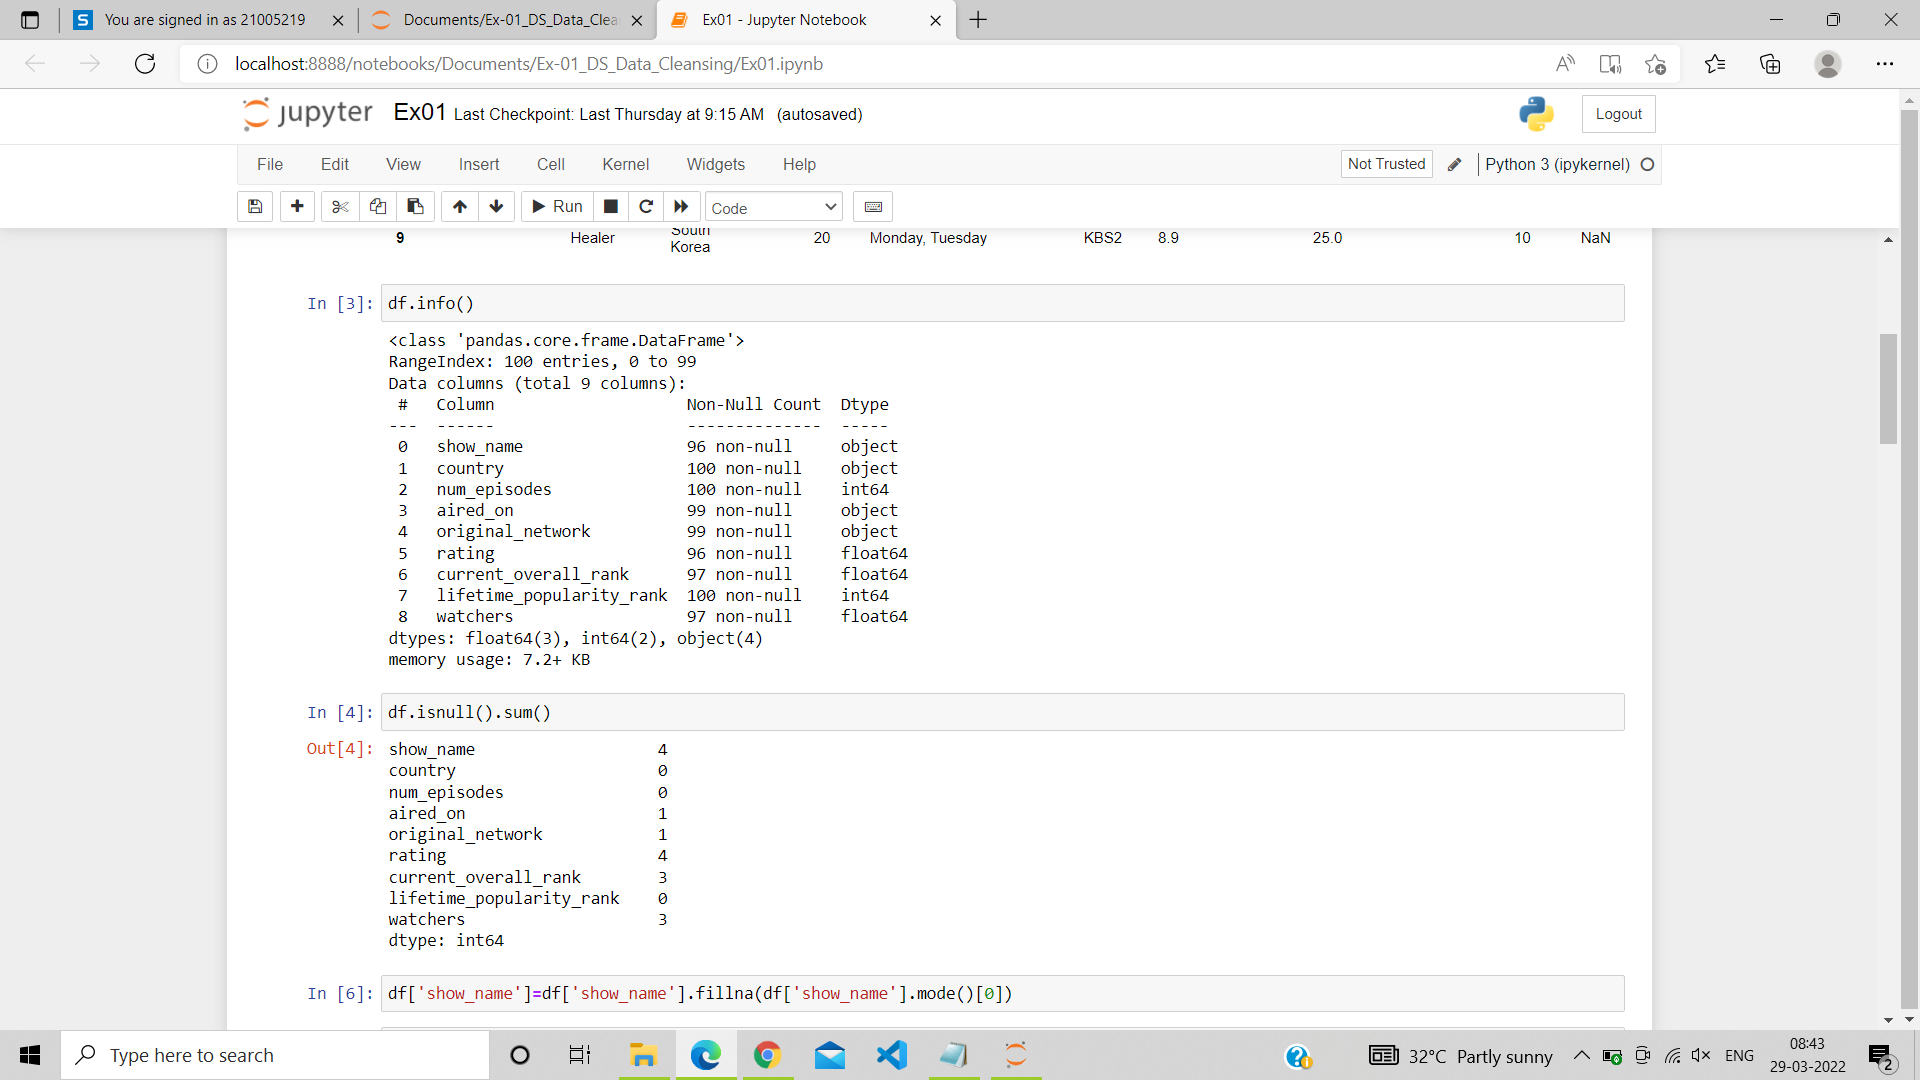 You are signed in as 21005219
Documents/Ex-01_DS_Data_Clea
Ex01 - Jupyter Notebook
localhost:8888/notebooks/Documents/Ex-01_DS_Data_Cleansing/Ex01.ipynb
jupyter Ex01 Last Checkpoint: Last Thursday at 9:15 AM (autosaved)
Logout
File Edit View Insert Cell Kernel Widgets Help
Not Trusted Python 3 (ipykernel)
Run Code
9 Healer South Korea 20 Monday, Tuesday KBS2 8.9 25.0 10 NaN
In [3]: df.info()
<class 'pandas.core.frame.DataFrame'>
RangeIndex: 100 entries, 0 to 99
Data columns (total 9 columns):
# Column Non-Null Count Dtype
--- ------ -------------- -----
0 show_name 96 non-null object
1 country 100 non-null object
2 num_episodes 100 non-null int64
3 aired_on 99 non-null object
4 original_network 99 non-null object
5 rating 96 non-null float64
6 current_overall_rank 97 non-null float64
7 lifetime_popularity_rank 100 non-null int64
8 watchers 97 non-null float64
dtypes: float64(3), int64(2), object(4)
memory usage: 7.2+ KB
In [4]: df.isnull().sum()
Out[4]: show_name 4
country 0
num_episodes 0
aired_on 1
original_network 1
rating 4
current_overall_rank 3
lifetime_popularity_rank 0
watchers 3
dtype: int64
In [6]: df['show_name']=df['show_name'].fillna(df['show_name'].mode()[0])
Type here to search
32°C Partly sunny
ENG
08:43
29-03-2022
2